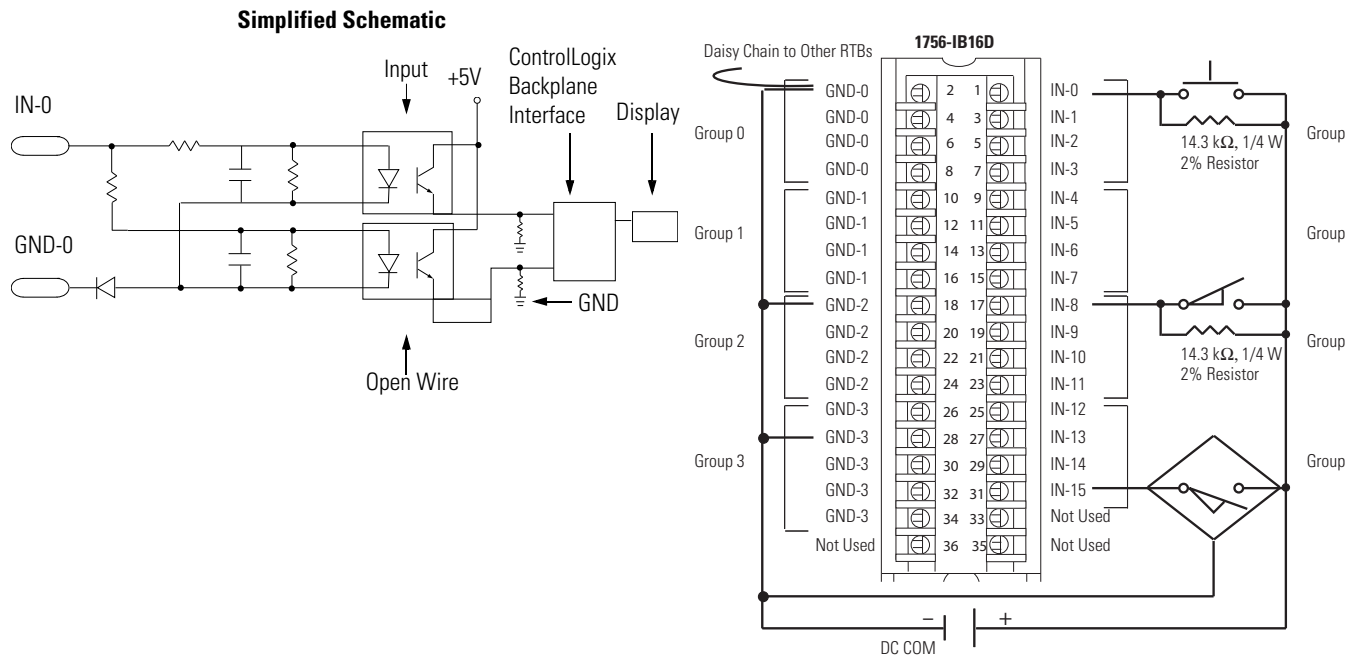 Simplified Schematic
IN-0
GND-0
Input
+5V
ControlLogix
Backplane
Interface
Display
GND
Open Wire
1756-IB16D
Daisy Chain to Other RTBs
Group 0
Group 1
Group 2
Group 3
GND-0 2 1 IN-0
GND-0 4 3 IN-1
GND-0 6 5 IN-2
GND-0 8 7 IN-3
GND-1 10 9 IN-4
GND-1 12 11 IN-5
GND-1 14 13 IN-6
GND-1 16 15 IN-7
GND-2 18 17 IN-8
GND-2 20 19 IN-9
GND-2 22 21 IN-10
GND-2 24 23 IN-11
GND-3 26 25 IN-12
GND-3 28 27 IN-13
GND-3 30 29 IN-14
GND-3 32 31 IN-15
GND-3 34 33 Not Used
Not Used 36 35 Not Used
14.3 kΩ, 1/4 W
2% Resistor
14.3 kΩ, 1/4 W
2% Resistor
Group
Group
Group
Group
– +
DC COM